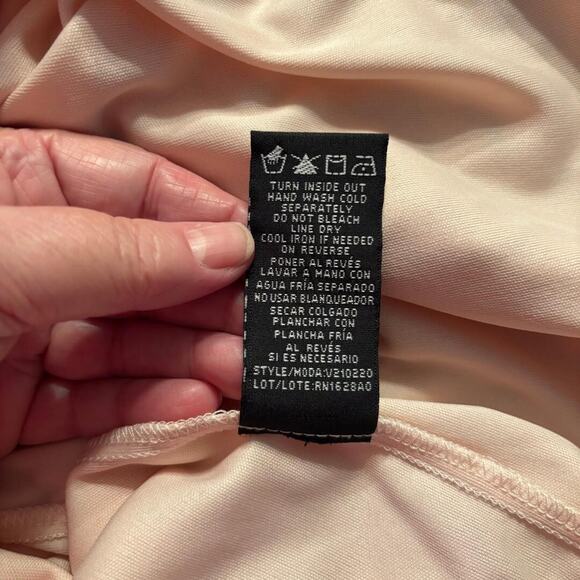 TURN INSIDE OUT
HAND WASH COLD
SEPARATELY
DO NOT BLEACH
LINE DRY
COOL IRON IF NEEDED
ON REVERSE
PONER AL REVÉS
LAVAR A MANO CON
AGUA FRÍA SEPARADO
NO USAR BLANQUEADOR
SECAR COLGADO
PLANCHAR CON
PLANCHA FRÍA
AL REVÉS
SI ES NECESARIO
STYLE/MODA:V210220
LOT/LOTE:RN1628A0